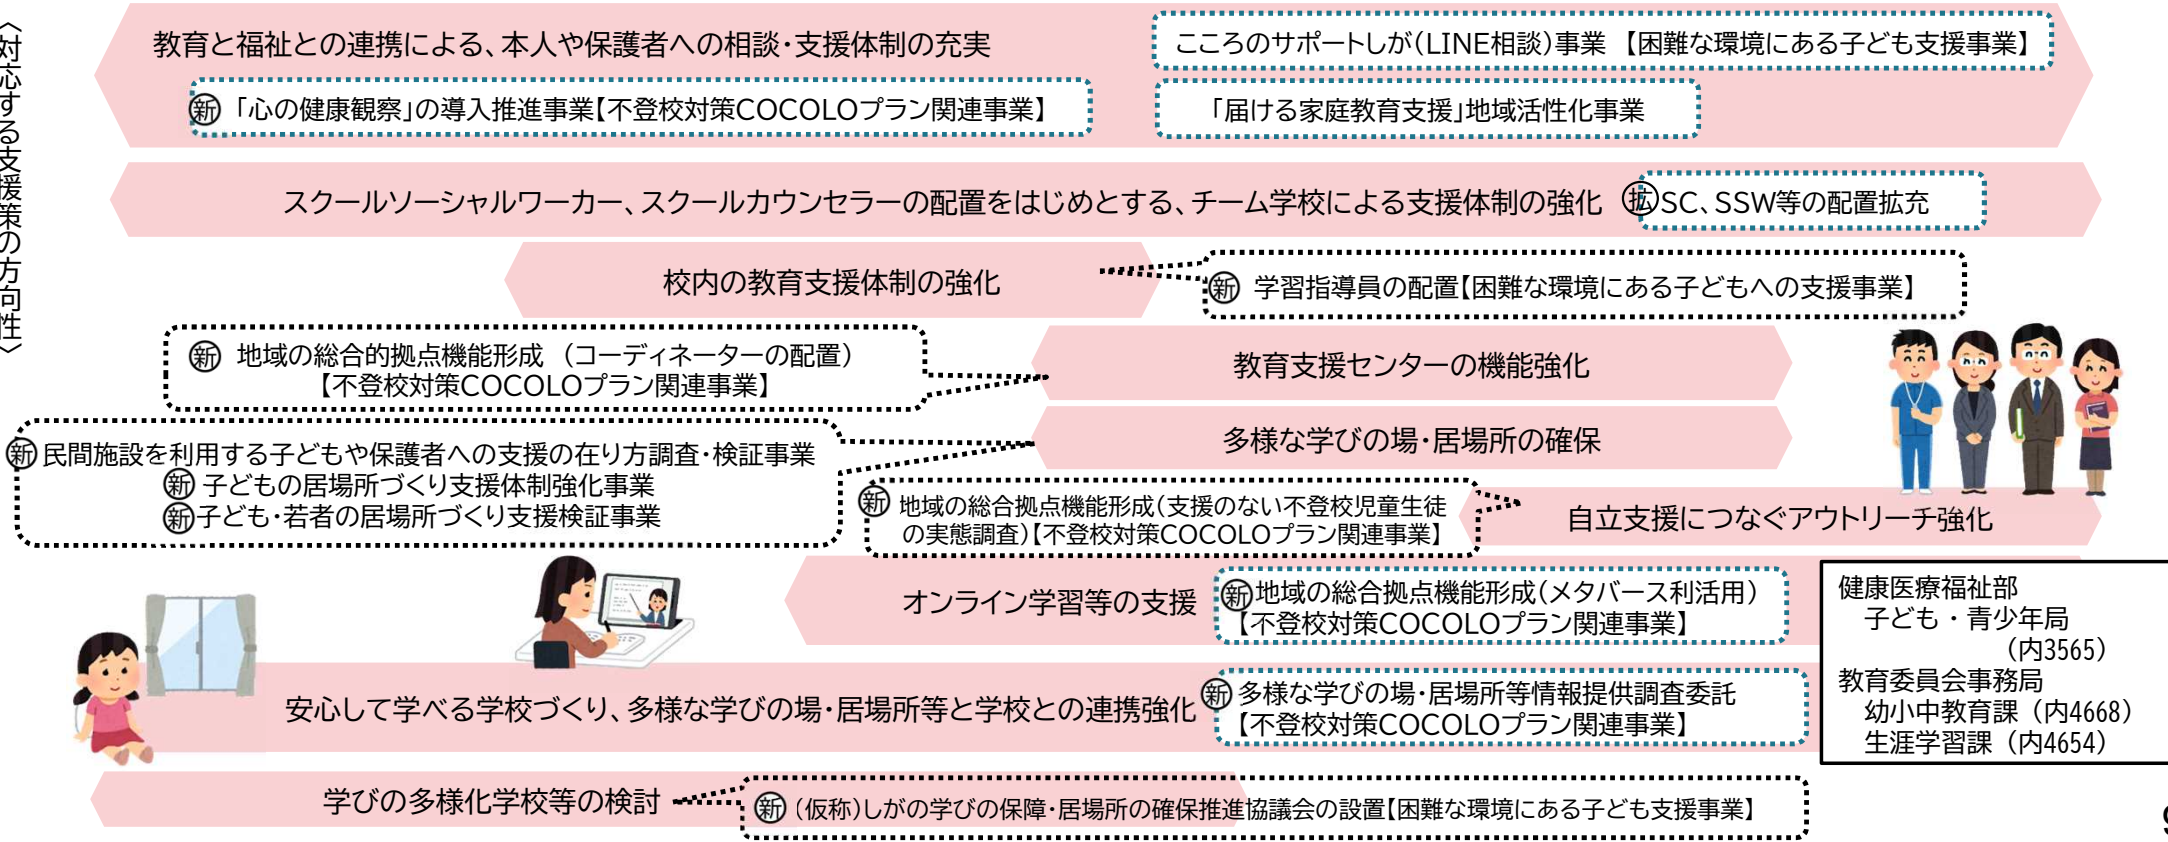 〈対応する支援策の方向性〉
教育と福祉との連携による、本人や保護者への相談・支援体制の充実
こころのサポートしが(LINE相談)事業 【困難な環境にある子ども支援事業】
新 「心の健康観察」の導入推進事業【不登校対策COCOLOプラン関連事業】
「届ける家庭教育支援」地域活性化事業
スクールソーシャルワーカー、スクールカウンセラーの配置をはじめとする、チーム学校による支援体制の強化
拡 SC、SSW等の配置拡充
校内の教育支援体制の強化
新 学習指導員の配置【困難な環境にある子どもへの支援事業】
新 地域の総合的拠点機能形成 (コーディネーターの配置)
【不登校対策COCOLOプラン関連事業】
教育支援センターの機能強化
多様な学びの場・居場所の確保
新 民間施設を利用する子どもや保護者への支援の在り方調査・検証事業
新 子どもの居場所づくり支援体制強化事業
新 子ども・若者の居場所づくり支援検証事業
新 地域の総合拠点機能形成(支援のない不登校児童生徒
の実態調査)【不登校対策COCOLOプラン関連事業】
自立支援につなぐアウトリーチ強化
オンライン学習等の支援
新 地域の総合拠点機能形成(メタバース利活用)
【不登校対策COCOLOプラン関連事業】
安心して学べる学校づくり、多様な学びの場・居場所等と学校との連携強化
新 多様な学びの場・居場所等情報提供調査委託
【不登校対策COCOLOプラン関連事業】
健康医療福祉部
子ども・青少年局
(内3565)
教育委員会事務局
幼小中教育課(内4668)
生涯学習課(内4654)
学びの多様化学校等の検討
新 (仮称)しがの学びの保障・居場所の確保推進協議会の設置【困難な環境にある子ども支援事業】